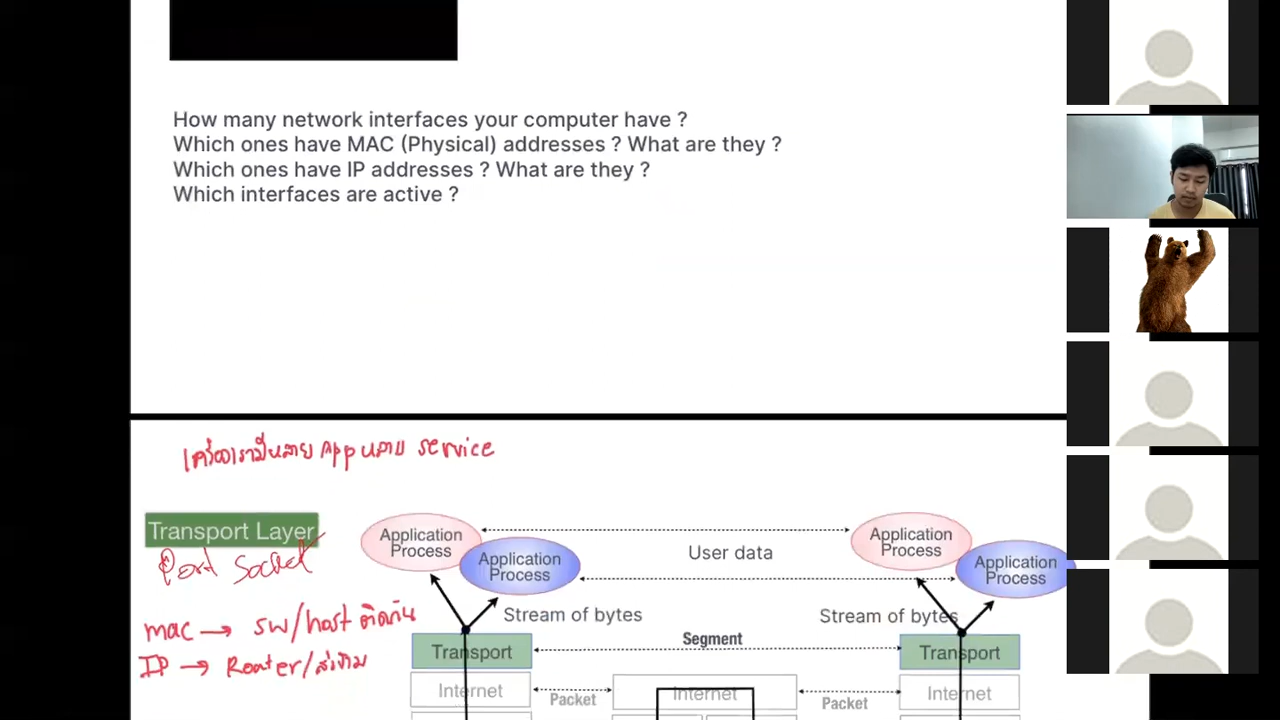 How many network interfaces your computer have ?
Which ones have MAC (Physical) addresses ? What are they ?
Which ones have IP addresses ? What are they ?
Which interfaces are active ?
เครื่องเรามีหลาย App หลาย service
Transport Layer
Port Socket
mac → sw/host ติดกัน
IP → Router/ส่งข้าม
Application Process
Application Process
User data
Application Process
Application Process
Stream of bytes
Stream of bytes
Transport
Segment
Transport
Internet
Packet
Internet
Packet
Internet